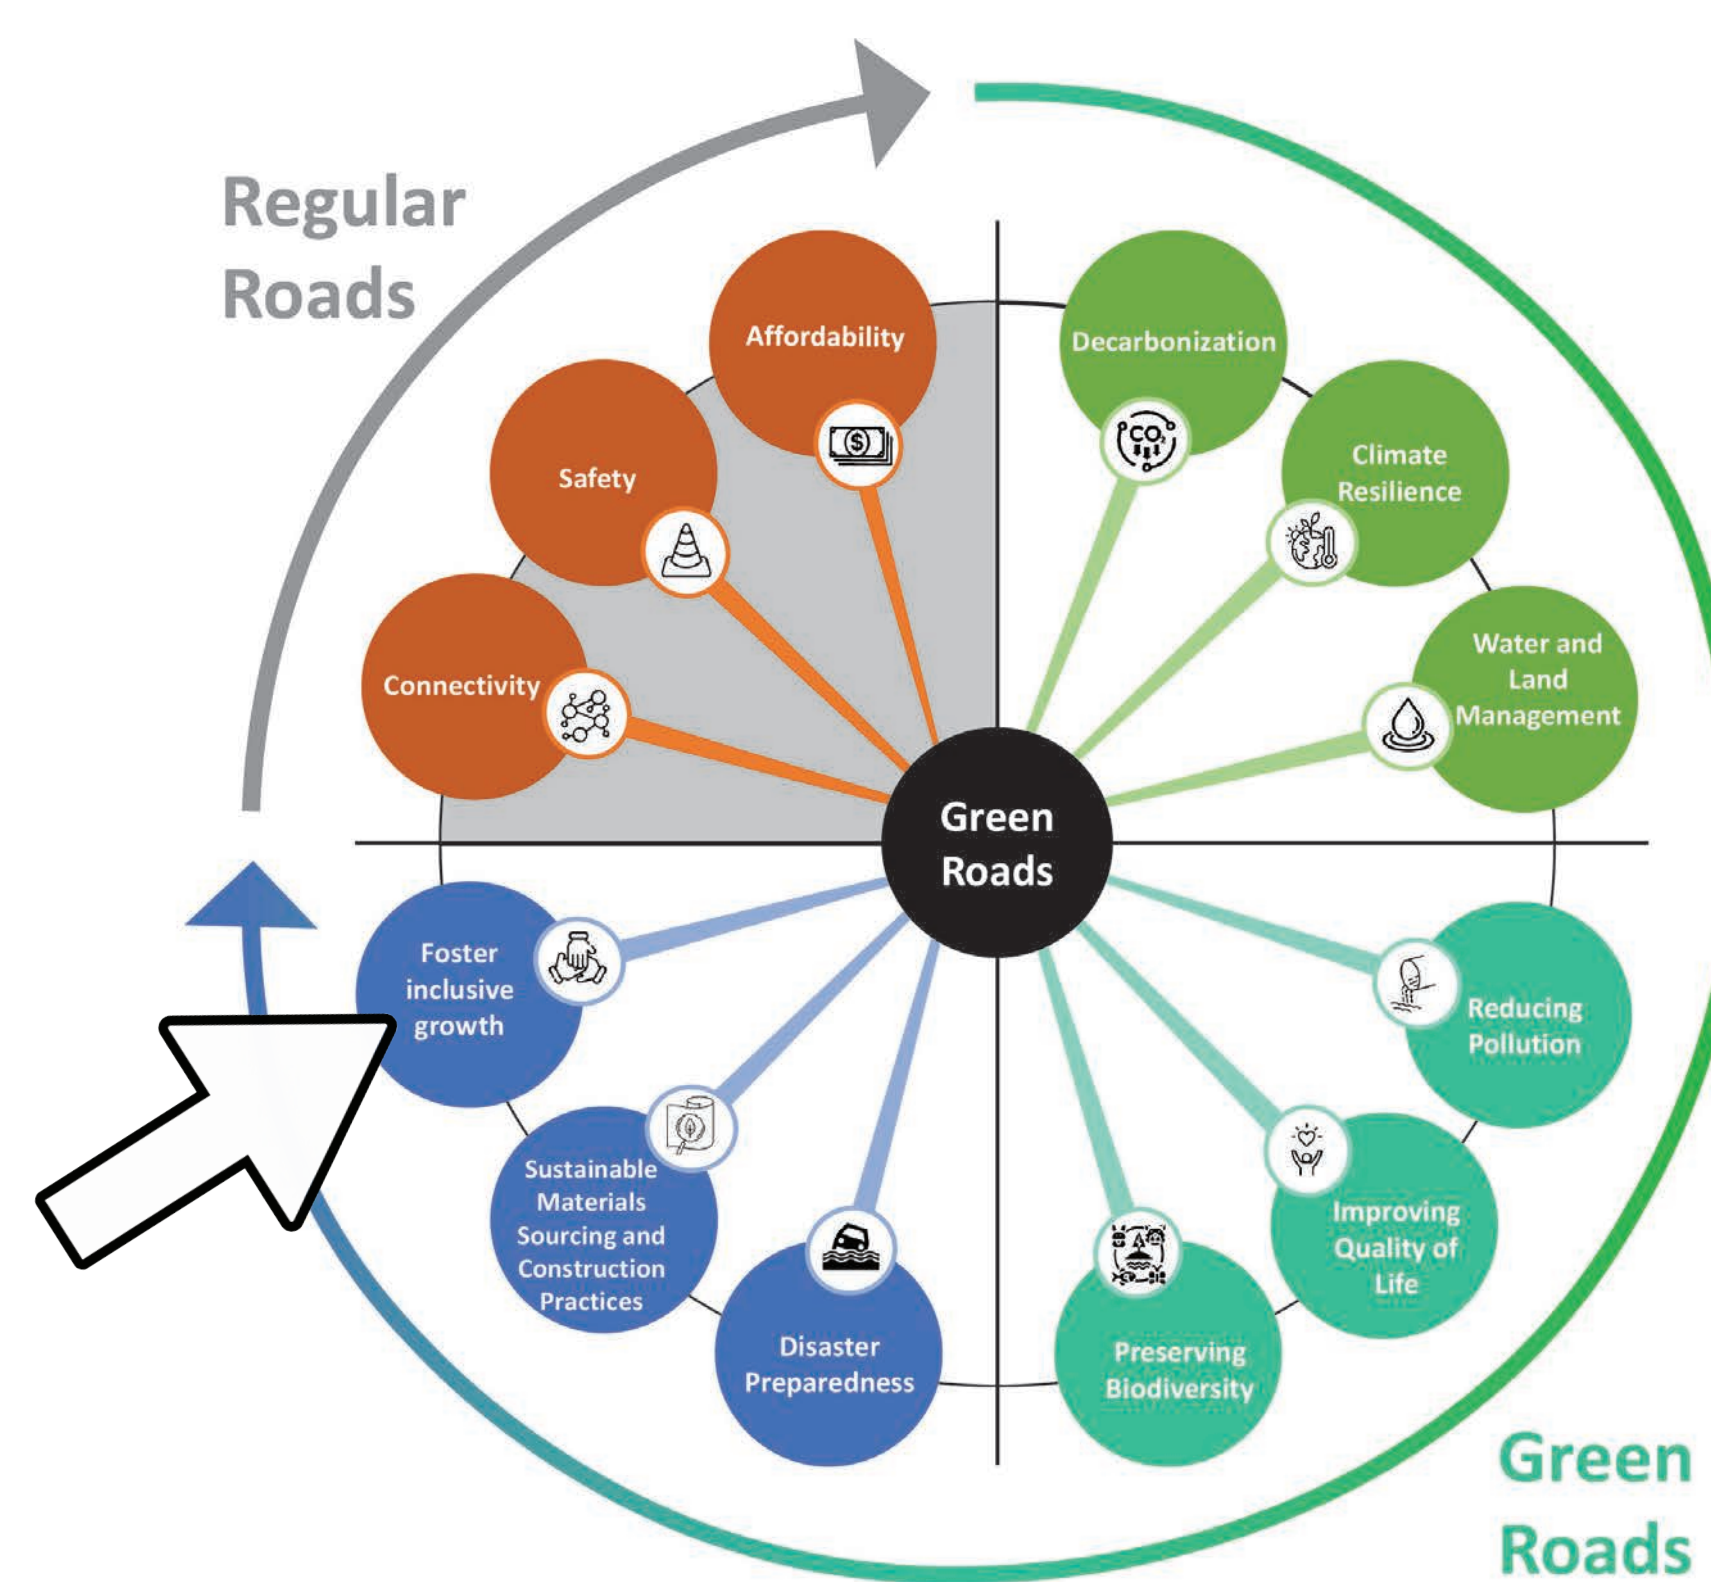 Regular
Roads
Affordability
Decarbonization
Safety
Climate
Resilience
Connectivity
Water and
Land
Management
Green
Roads
Foster
inclusive
growth
Reducing
Pollution
Sustainable
Materials
Sourcing and
Construction
Practices
Improving
Quality of
Life
Disaster
Preparedness
Preserving
Biodiversity
Green
Roads
$
CO₂